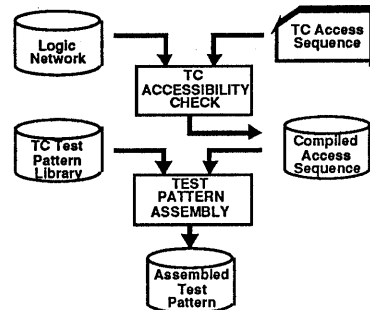 Logic
Network
TC Access
Sequence
TC
ACCESSIBILITY
CHECK
TC Test
Pattern
Library
Compiled
Access
Sequence
TEST
PATTERN
ASSEMBLY
Assembled
Test
Pattern